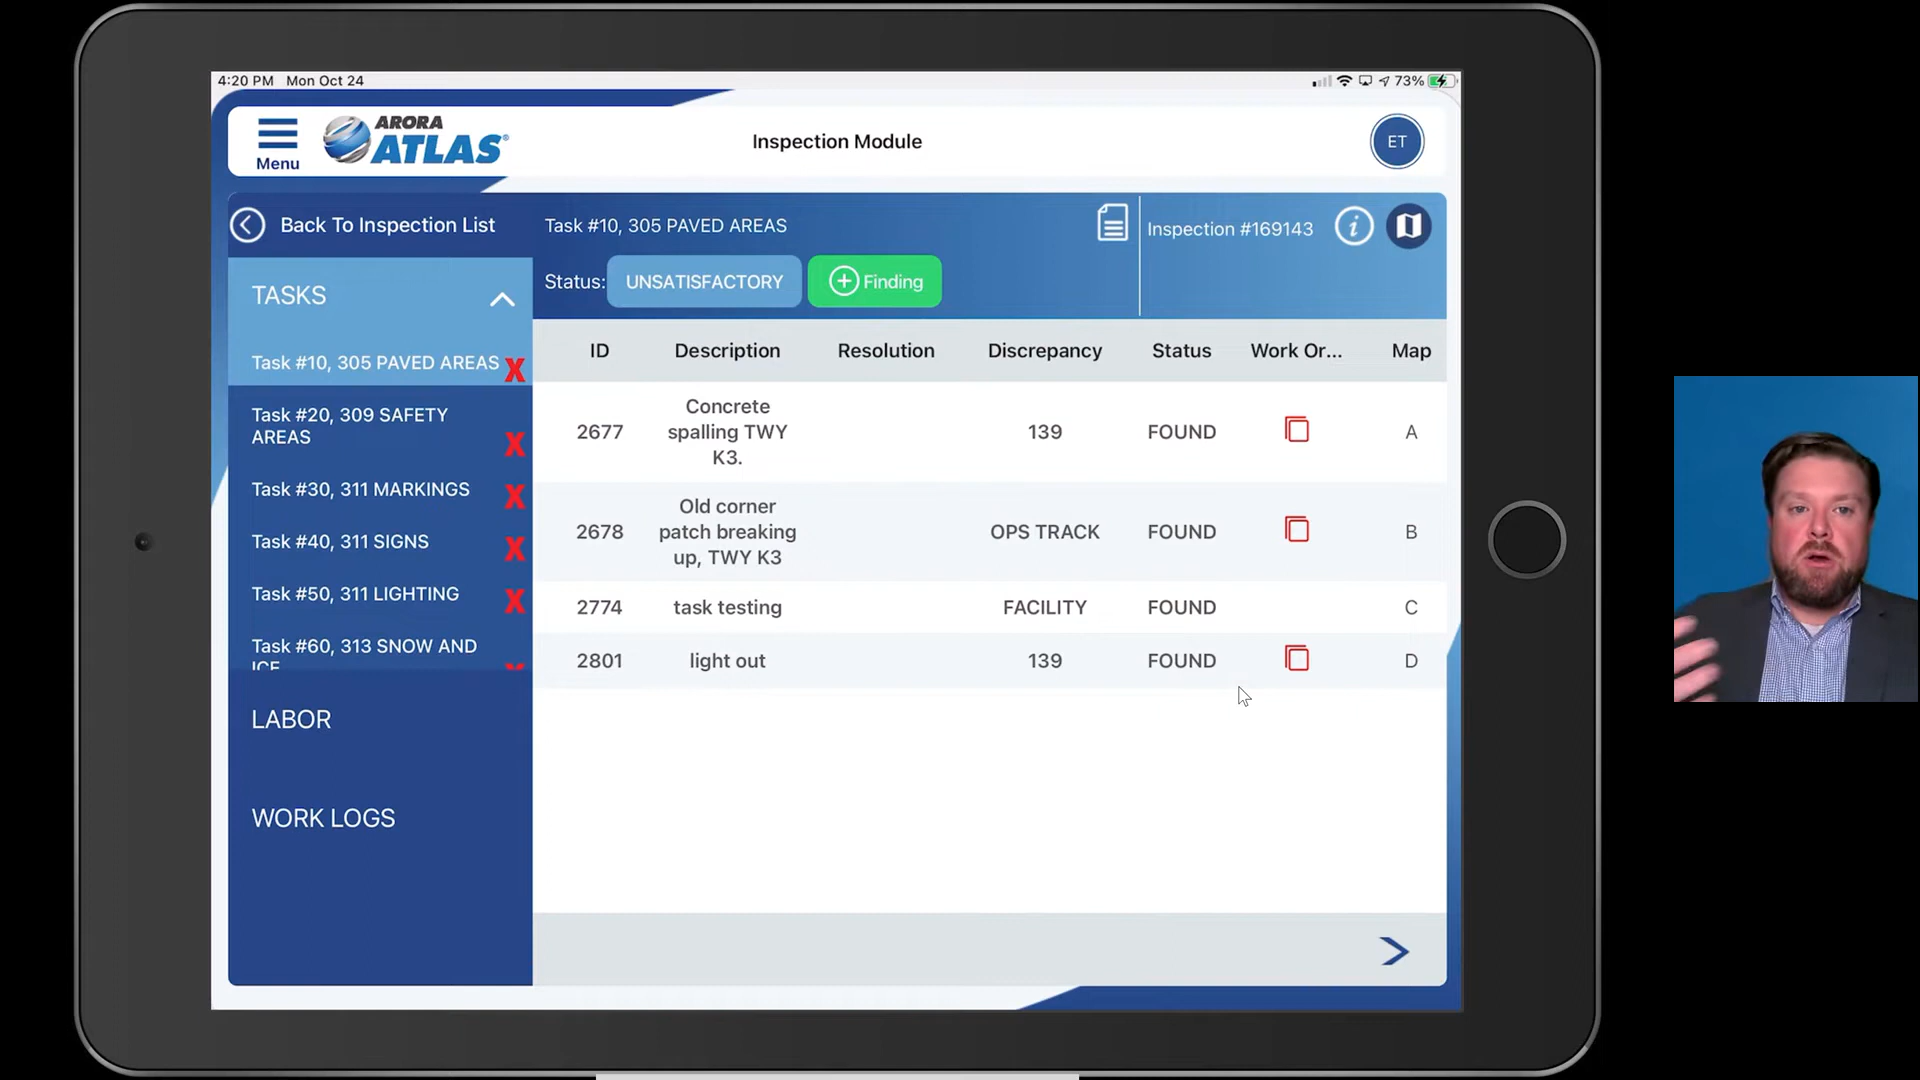 4:20 PM Mon Oct 24
73%
Menu
ARORA
ATLAS®
Inspection Module
ET
Back To Inspection List
Task #10, 305 PAVED AREAS
Inspection #169143
Status: UNSATISFACTORY
Finding
TASKS
Task #10, 305 PAVED AREAS X
Task #20, 309 SAFETY
AREAS X
Task #30, 311 MARKINGS X
Task #40, 311 SIGNS X
Task #50, 311 LIGHTING X
Task #60, 313 SNOW AND
ICE
LABOR
WORK LOGS
ID Description Resolution Discrepancy Status Work Or... Map
2677 Concrete spalling TWY K3. 139 FOUND A
2678 Old corner patch breaking up, TWY K3 OPS TRACK FOUND B
2774 task testing FACILITY FOUND C
2801 light out 139 FOUND D